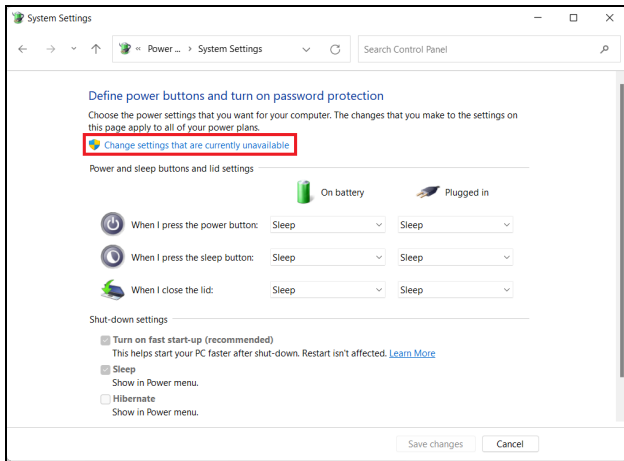 System Settings
« Power ... › System Settings
Search Control Panel
Define power buttons and turn on password protection
Choose the power settings that you want for your computer. The changes that you make to the settings on
this page apply to all of your power plans.
Change settings that are currently unavailable
Power and sleep buttons and lid settings
On battery Plugged in
When I press the power button: Sleep Sleep
When I press the sleep button: Sleep Sleep
When I close the lid: Sleep Sleep
Shut-down settings
Turn on fast start-up (recommended)
This helps start your PC faster after shut-down. Restart isn't affected. Learn More
Sleep
Show in Power menu.
Hibernate
Show in Power menu.
Save changes Cancel